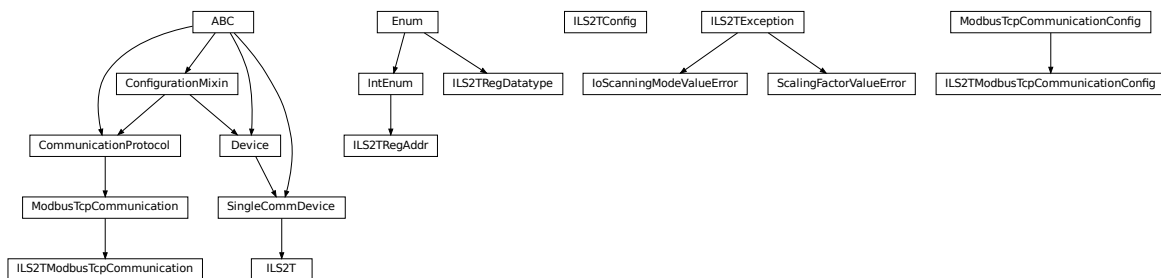 ABC
Enum
ILS2TConfig
ILS2TException
ModbusTcpCommunicationConfig
ConfigurationMixin
IntEnum
ILS2TRegDatatype
IoScanningModeValueError
ScalingFactorValueError
ILS2TModbusTcpCommunicationConfig
CommunicationProtocol
Device
ILS2TRegAddr
ModbusTcpCommunication
SingleCommDevice
ILS2TModbusTcpCommunication
ILS2T